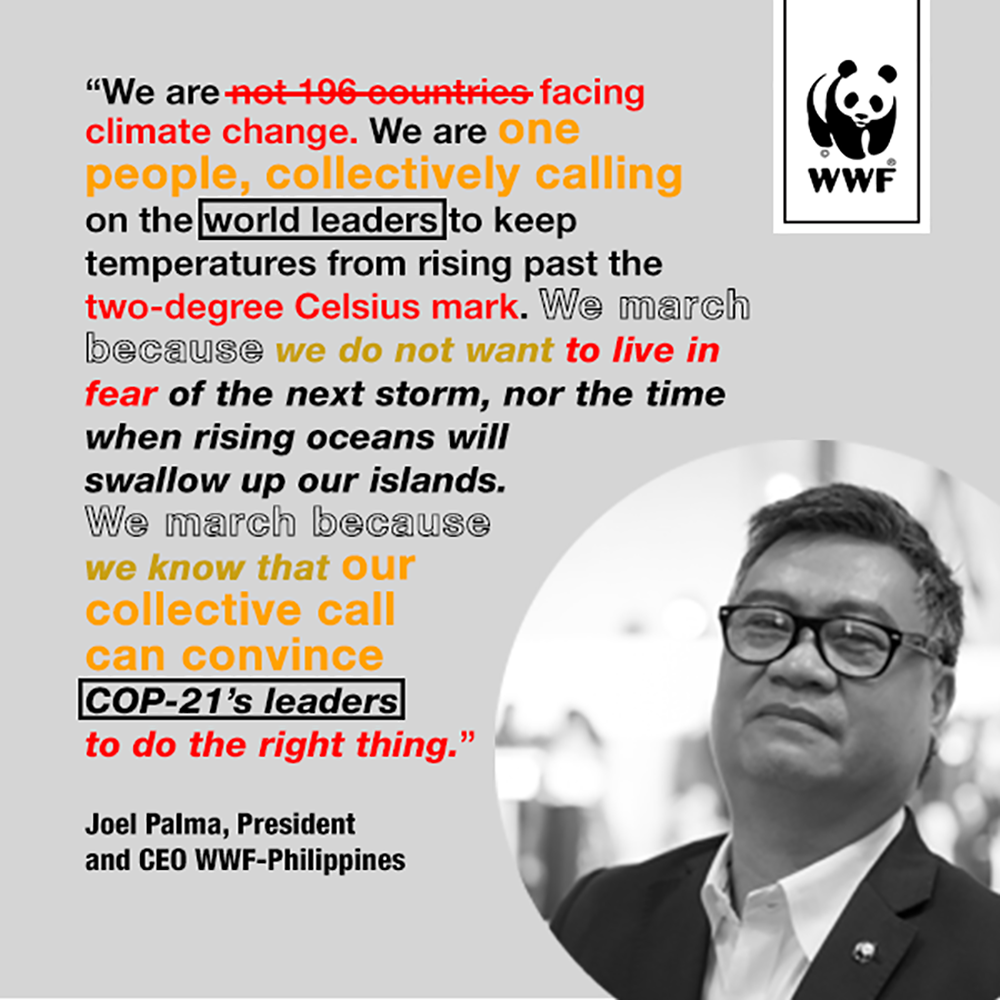 “We are not 196 countries facing
climate change. We are one
people, collectively calling
on the world leaders to keep
temperatures from rising past the
two-degree Celsius mark. We march
because we do not want to live in
fear of the next storm, nor the time
when rising oceans will
swallow up our islands.
We march because
we know that our
collective call
can convince
COP-21’s leaders
to do the right thing.”
Joel Palma, President
and CEO WWF-Philippines
©
®
WWF